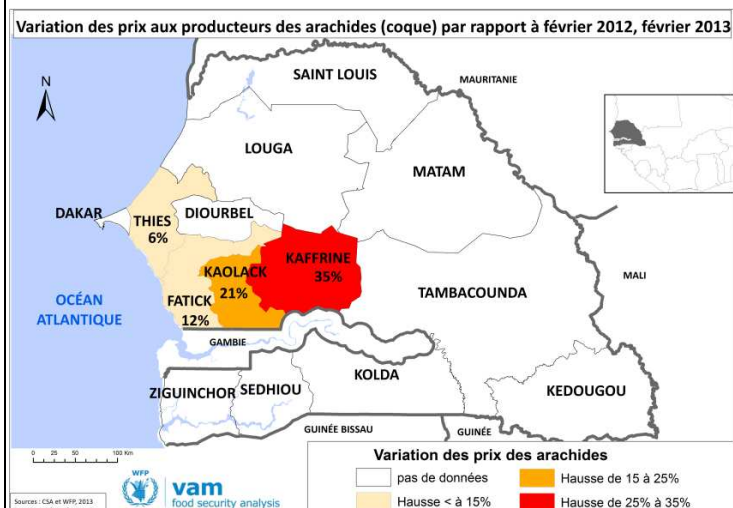 Variation des prix aux producteurs des arachides (coque) par rapport à février 2012, février 2013
N
SAINT LOUIS
MAURITANIE
LOUGA
MATAM
DAKAR
THIES
6%
DIOURBEL
KAOLACK
21%
KAFFRINE
35%
MALI
TAMBACOUNDA
OCÉAN
ATLANTIQUE
FATICK
12%
GAMBIE
ZIGUINCHOR
SEDHIOU
KOLDA
KEDOUGOU
GUINÉE BISSAU
GUINÉE
0 25 50 100 Km
Variation des prix des arachides
pas de données
Hausse de 15 à 25%
Hausse < à 15%
Hausse de 25% à 35%
WFP
vam
food security analysis
Sources : CSA et WFP, 2013